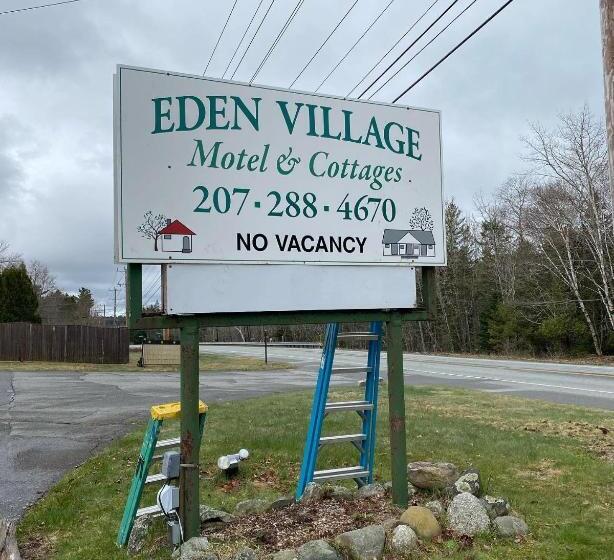 EDEN VILLAGE
Motel & Cottages
207·288·4670
NO VACANCY